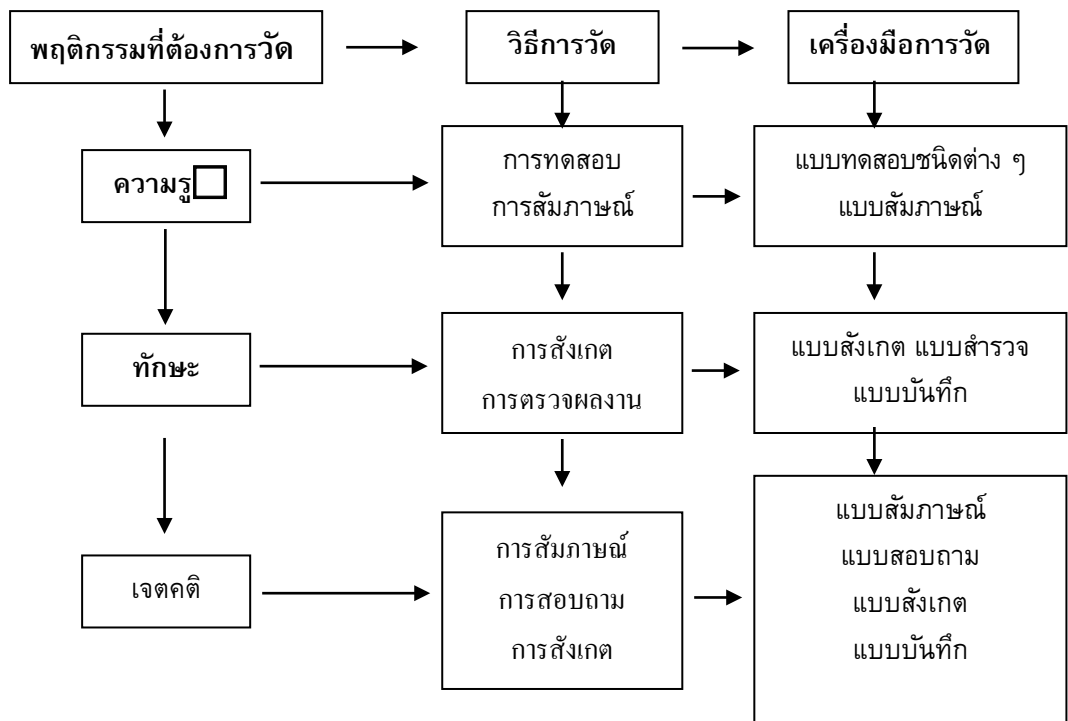 พฤติกรรมที่ต้องการวัด
วิธีการวัด
เครื่องมือการวัด
ความรู□
การทดสอบ
การสัมภาษณ์
แบบทดสอบชนิดต่าง ๆ
แบบสัมภาษณ์
ทักษะ
การสังเกต
การตรวจผลงาน
แบบสังเกต แบบสำรวจ
แบบบันทึก
เจตคติ
การสัมภาษณ์
การสอบถาม
การสังเกต
แบบสัมภาษณ์
แบบสอบถาม
แบบสังเกต
แบบบันทึก